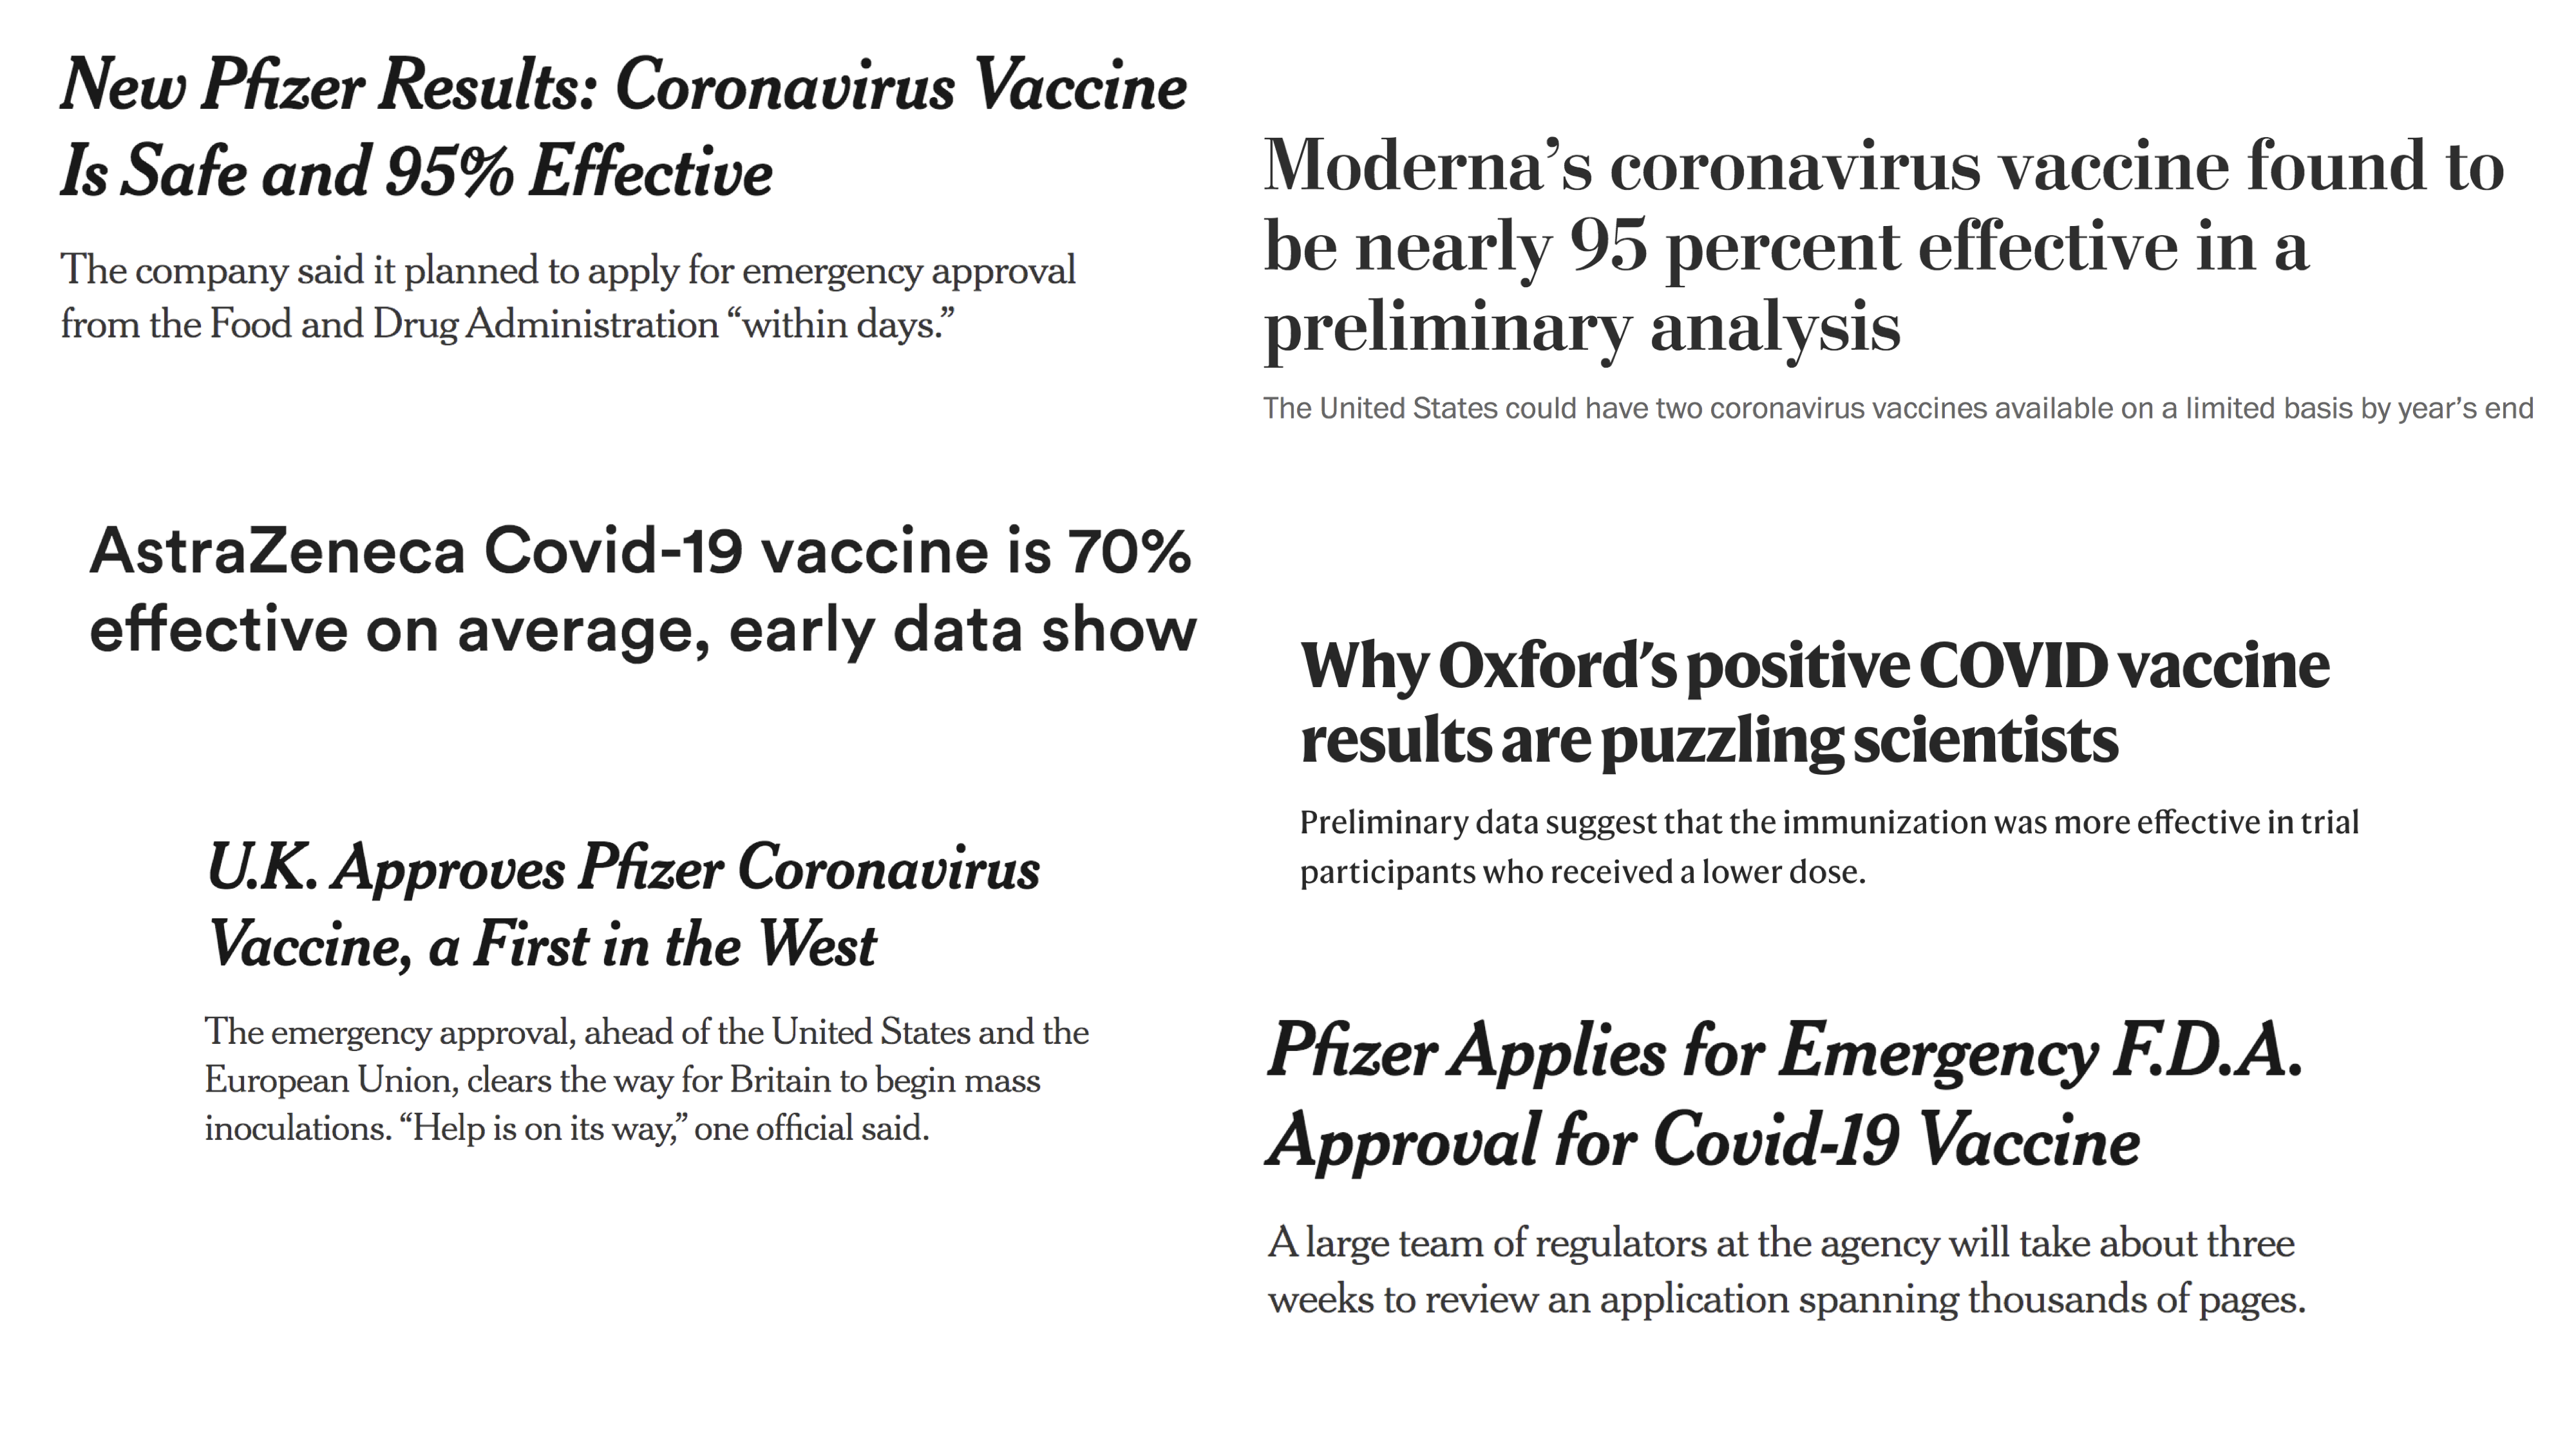 New Pfizer Results: Coronavirus Vaccine
Is Safe and 95% Effective
The company said it planned to apply for emergency approval
from the Food and Drug Administration “within days.”
Moderna’s coronavirus vaccine found to
be nearly 95 percent effective in a
preliminary analysis
The United States could have two coronavirus vaccines available on a limited basis by year’s end
AstraZeneca Covid-19 vaccine is 70%
effective on average, early data show
Why Oxford’s positive COVID vaccine
results are puzzling scientists
Preliminary data suggest that the immunization was more effective in trial
participants who received a lower dose.
U.K. Approves Pfizer Coronavirus
Vaccine, a First in the West
The emergency approval, ahead of the United States and the
European Union, clears the way for Britain to begin mass
inoculations. “Help is on its way,” one official said.
Pfizer Applies for Emergency F.D.A.
Approval for Covid-19 Vaccine
A large team of regulators at the agency will take about three
weeks to review an application spanning thousands of pages.